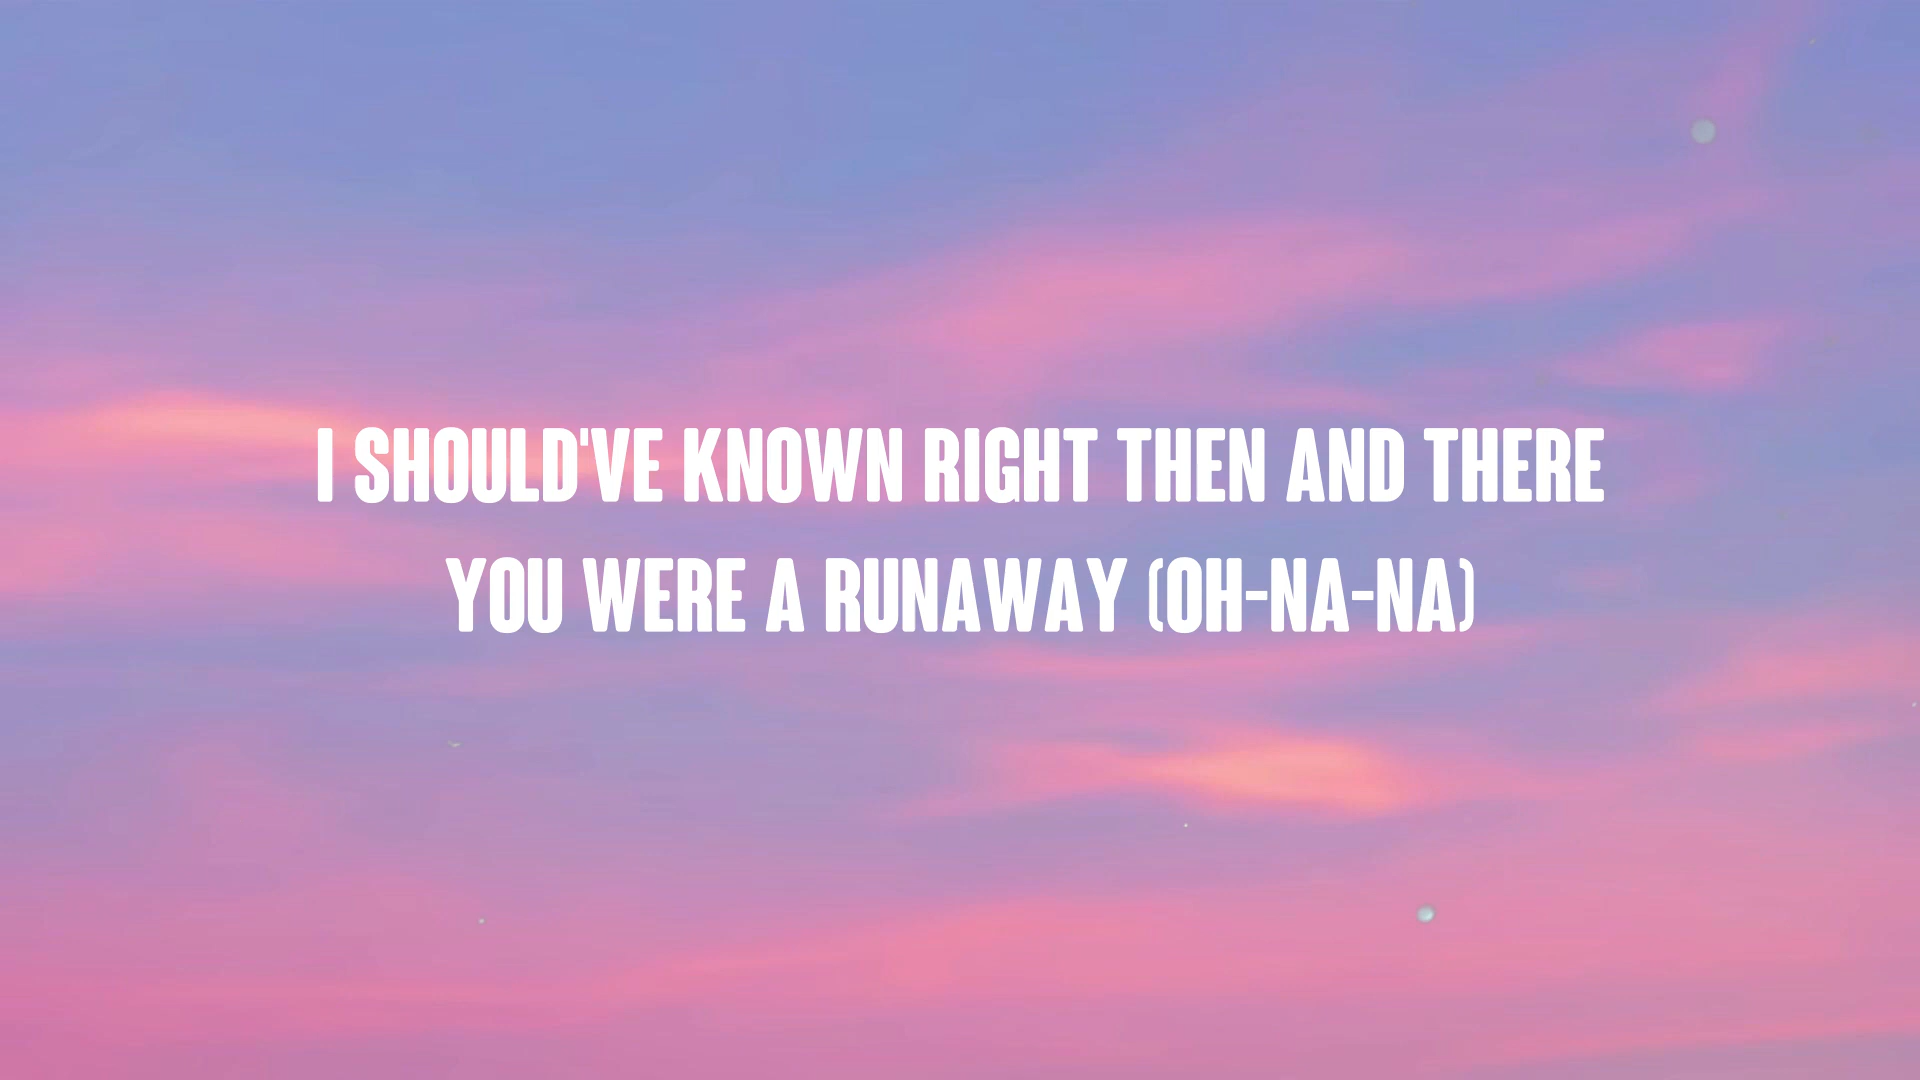 I SHOULD'VE KNOWN RIGHT THEN AND THERE
YOU WERE A RUNAWAY (OH-NA-NA)